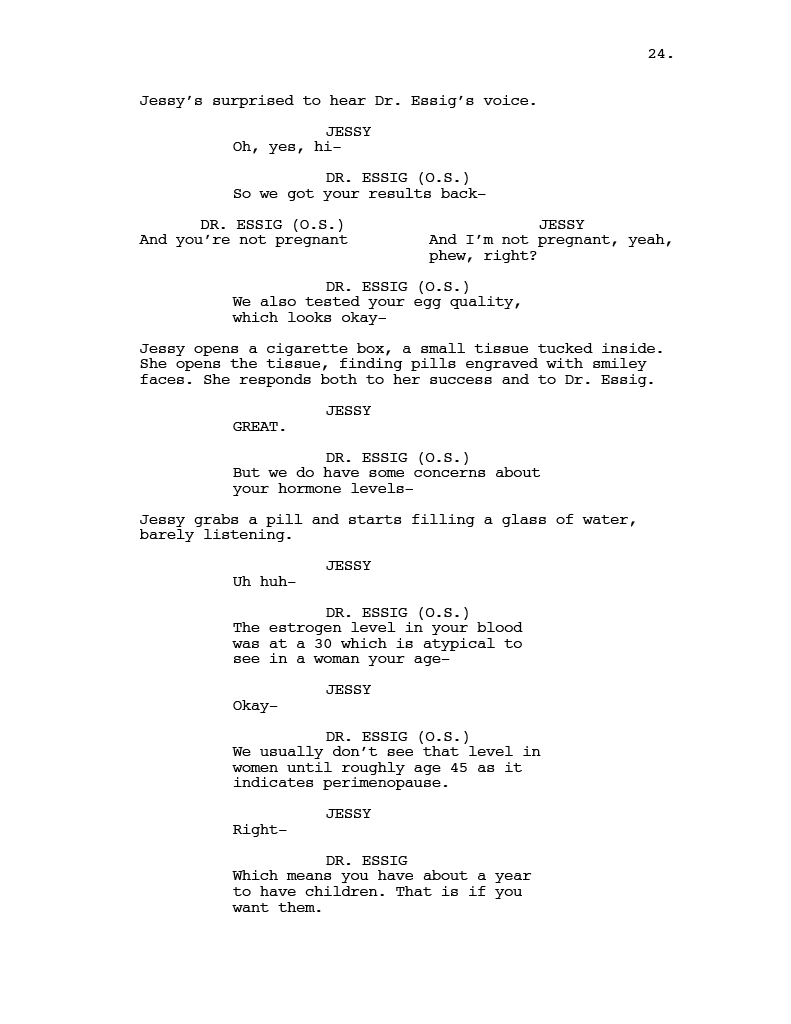 24.
Jessy’s surprised to hear Dr. Essig’s voice.
JESSY
Oh, yes, hi–
DR. ESSIG (O.S.)
So we got your results back–
DR. ESSIG (O.S.)
And you’re not pregnant
JESSY
And I’m not pregnant, yeah,
phew, right?
DR. ESSIG (O.S.)
We also tested your egg quality,
which looks okay–
Jessy opens a cigarette box, a small tissue tucked inside.
She opens the tissue, finding pills engraved with smiley
faces. She responds both to her success and to Dr. Essig.
JESSY
GREAT.
DR. ESSIG (O.S.)
But we do have some concerns about
your hormone levels–
Jessy grabs a pill and starts filling a glass of water,
barely listening.
JESSY
Uh huh–
DR. ESSIG (O.S.)
The estrogen level in your blood
was at a 30 which is atypical to
see in a woman your age–
JESSY
Okay–
DR. ESSIG (O.S.)
We usually don’t see that level in
women until roughly age 45 as it
indicates perimenopause.
JESSY
Right–
DR. ESSIG
Which means you have about a year
to have children. That is if you
want them.